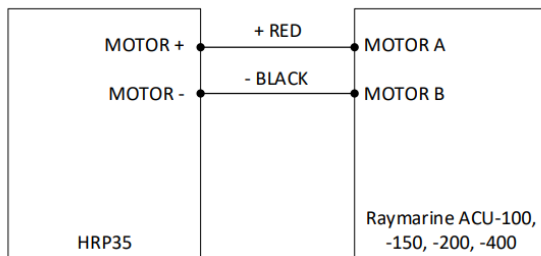 MOTOR +
+ RED
MOTOR A
MOTOR -
- BLACK
MOTOR B
HRP35
Raymarine ACU-100,
-150, -200, -400